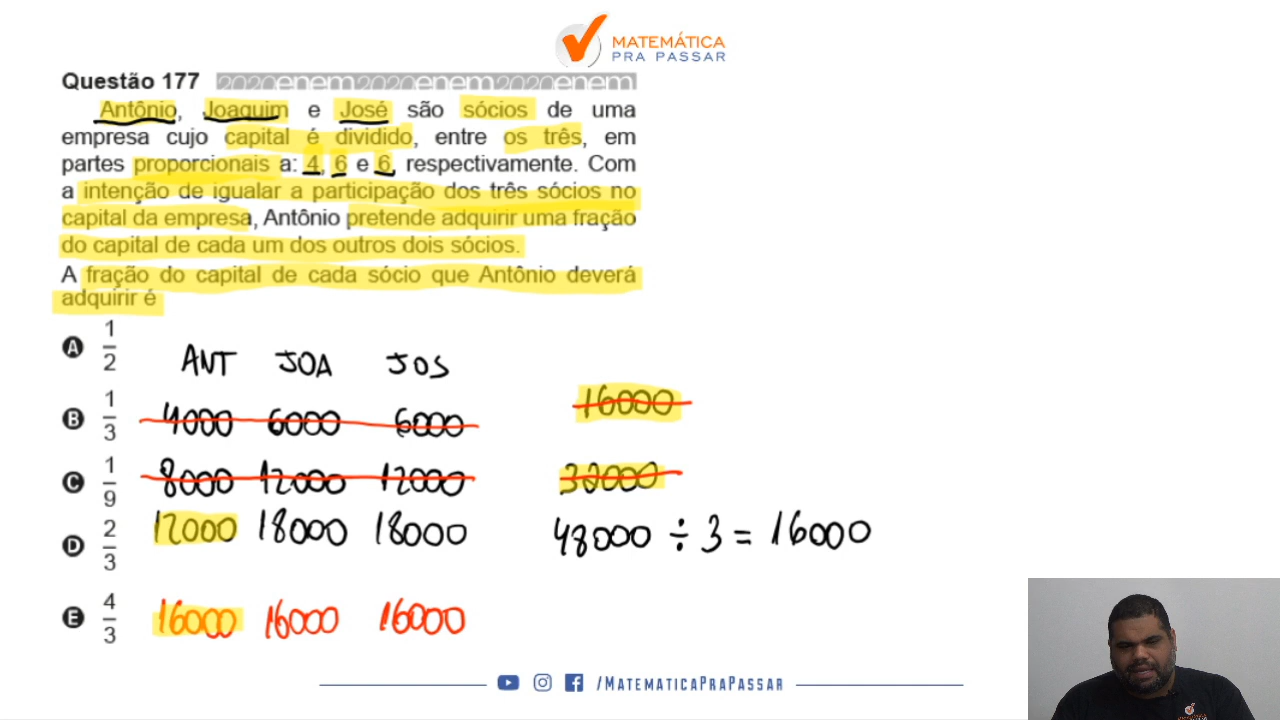 MATEMÁTICA
PRA PASSAR
Questão 177 2020enem2020enem2020enem
Antônio, Joaquim e José são sócios de uma
empresa cujo capital é dividido, entre os três, em
partes proporcionais a: 4, 6 e 6, respectivamente. Com
a intenção de igualar a participação dos três sócios no
capital da empresa, Antônio pretende adquirir uma fração
do capital de cada um dos outros dois sócios.
A fração do capital de cada sócio que Antônio deverá
adquirir é
A 1/2
ANT JOA JOS
B 1/3
4000 6000 6000 16000
C 1/9
8000 12000 12000 32000
D 2/3
12000 18000 18000 48000 ÷ 3 = 16000
E 4/3
16000 16000 16000
/MATEMATICAPRAPASSAR